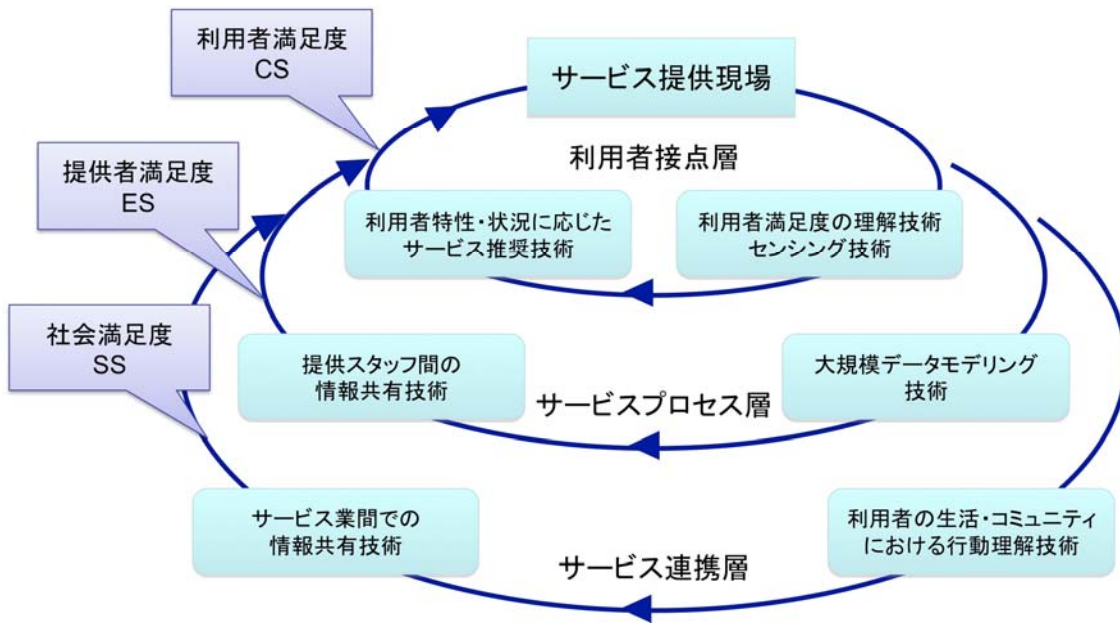 利用者満足度
CS
サービス提供現場
利用者接点層
提供者満足度
ES
利用者特性・状況に応じた
サービス推奨技術
利用者満足度の理解技術
センシング技術
社会満足度
SS
提供スタッフ間の
情報共有技術
大規模データモデリング
技術
サービスプロセス層
サービス業間での
情報共有技術
利用者の生活・コミュニティ
における行動理解技術
サービス連携層